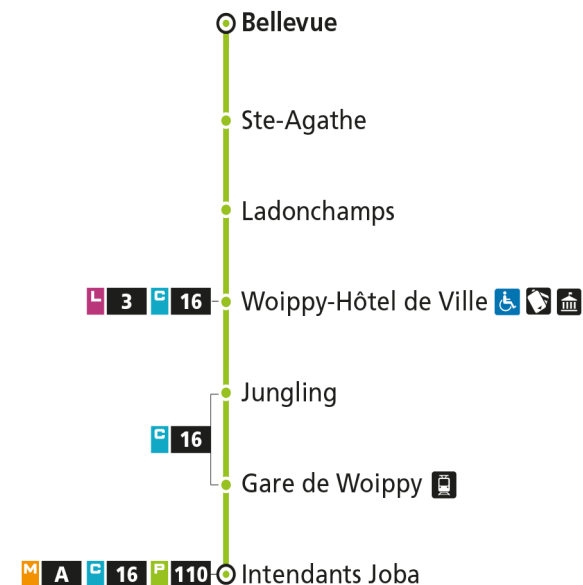 Bellevue
Ste-Agathe
Ladonchamps
L 3 C 16 Woippy-Hôtel de Ville
Jungling
C 16
Gare de Woippy
M A C 16 P 110 Intendants Joba